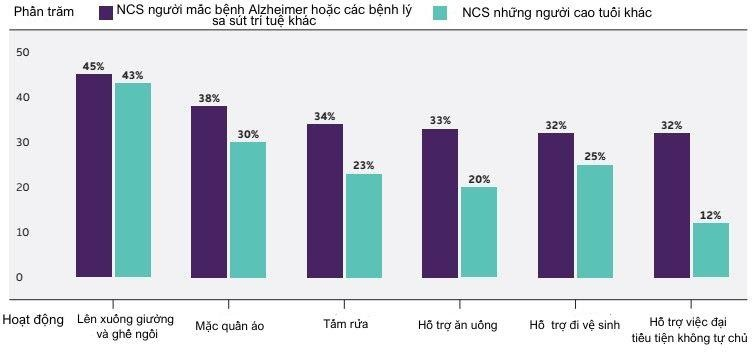 Phần trăm
NCS người mắc bệnh Alzheimer hoặc các bệnh lý
sa sút trí tuệ khác
NCS những người cao tuổi khác
50
40
30
20
10
0
45%
43%
38%
30%
34%
23%
33%
20%
32%
25%
32%
12%
Hoạt động
Lên xuống giường
và ghế ngồi
Mặc quần áo
Tắm rửa
Hỗ trợ ăn uống
Hỗ trợ đi vệ sinh
Hỗ trợ việc đại
tiểu tiện không tự chủ